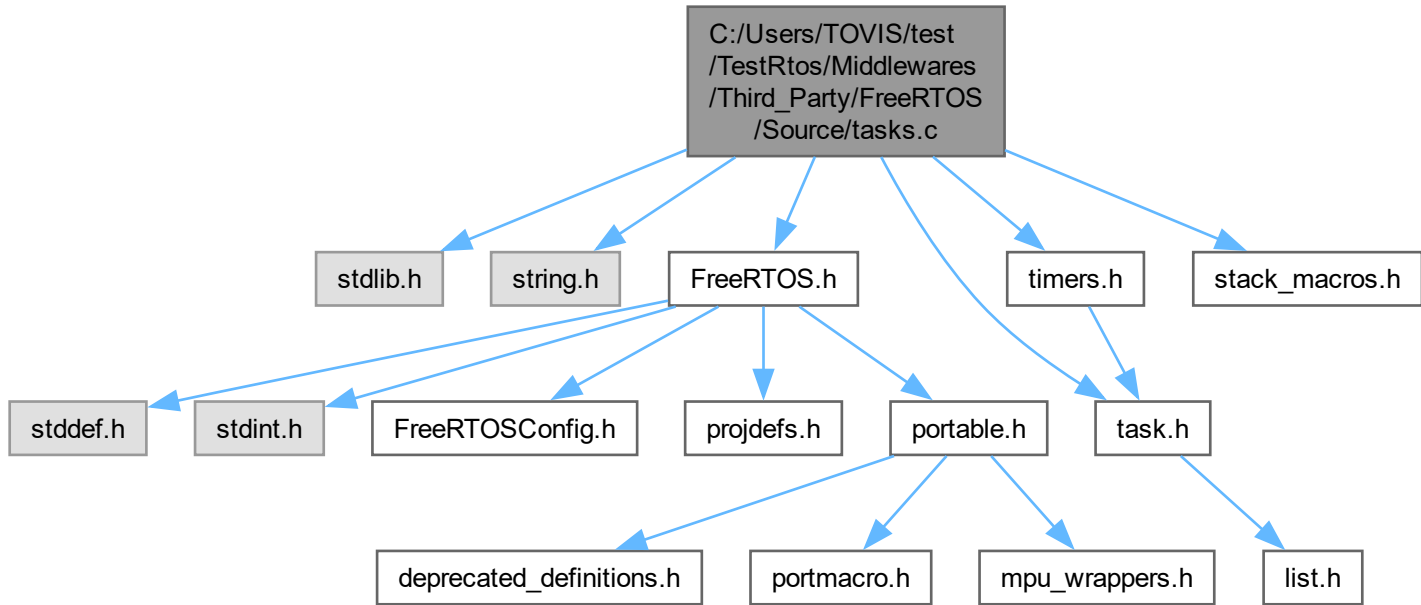 C:/Users/TOVIS/test
/TestRtos/Middlewares
/Third_Party/FreeRTOS
/Source/tasks.c
stdlib.h
string.h
FreeRTOS.h
timers.h
stack_macros.h
stddef.h
stdint.h
FreeRTOSConfig.h
projdefs.h
portable.h
task.h
deprecated_definitions.h
portmacro.h
mpu_wrappers.h
list.h